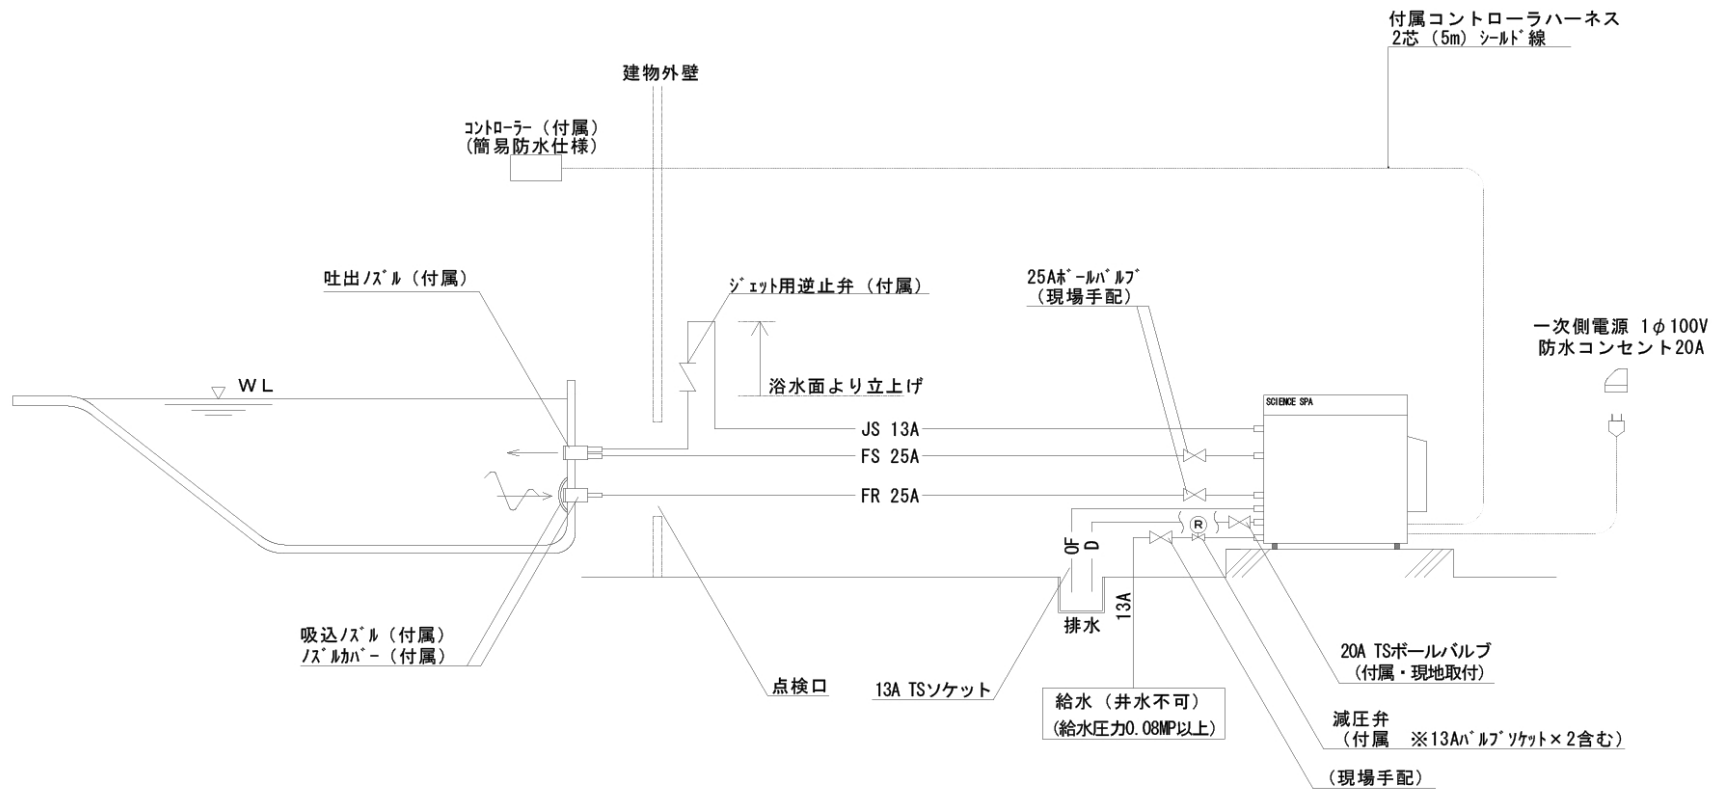 付属コントローラハーネス
2芯（5m）ｼｰﾙﾄﾞ線
建物外壁
ｺﾝﾄﾛｰﾗｰ（付属）
(簡易防水仕様)
吐出ﾉｽﾞﾙ（付属）
ｼﾞｪｯﾄ用逆止弁（付属）
25Aﾎﾞｰﾙﾊﾞﾙﾌﾞ
（現場手配）
一次側電源 1φ100V
防水コンセント20A
WL
浴水面より立上げ
SCIENCE SPA
JS 13A
FS 25A
FR 25A
R
OF
D
13A
排水
吸込ﾉｽﾞﾙ（付属）
ﾉｽﾞﾙｶﾊﾞｰ（付属）
点検口
13A TSソケット
給水（井水不可）
(給水圧力0.08MP以上)
20A TSボールバルブ
(付属・現地取付)
減圧弁
（付属　※13Aﾊﾞﾙﾌﾞｿｹｯﾄ×2含む）
（現場手配）